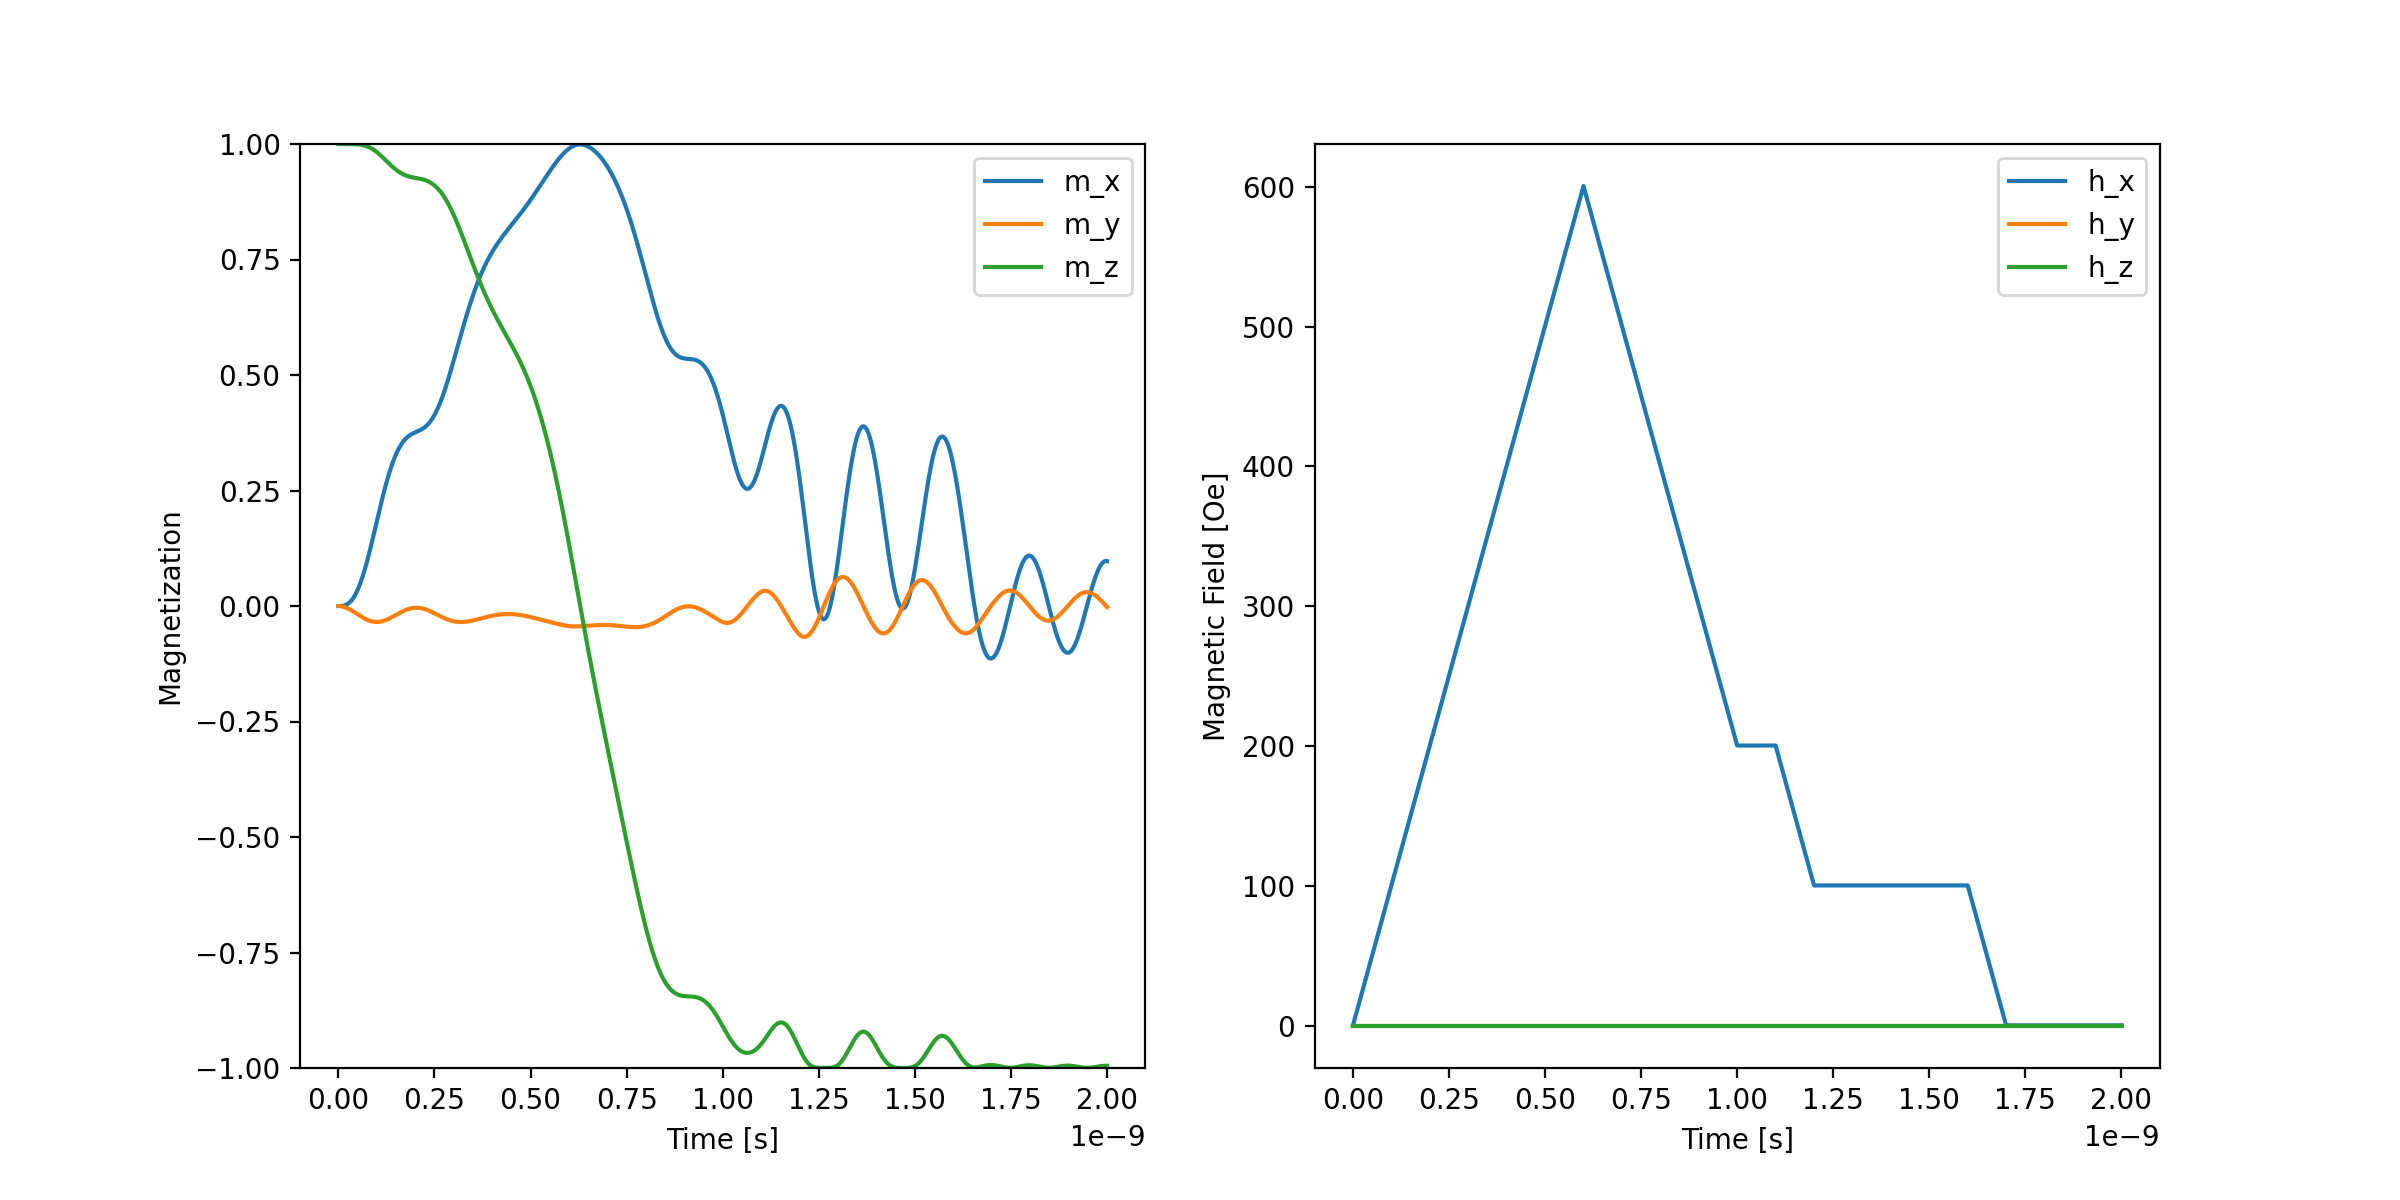 1.00
0.75
0.50
0.25
0.00
−0.25
−0.50
−0.75
−1.00
Magnetization
0.00 0.25 0.50 0.75 1.00 1.25 1.50 1.75 2.00
Time [s]
1e−9
m_x
m_y
m_z
600
500
400
300
200
100
0
Magnetic Field [Oe]
0.00 0.25 0.50 0.75 1.00 1.25 1.50 1.75 2.00
Time [s]
1e−9
h_x
h_y
h_z